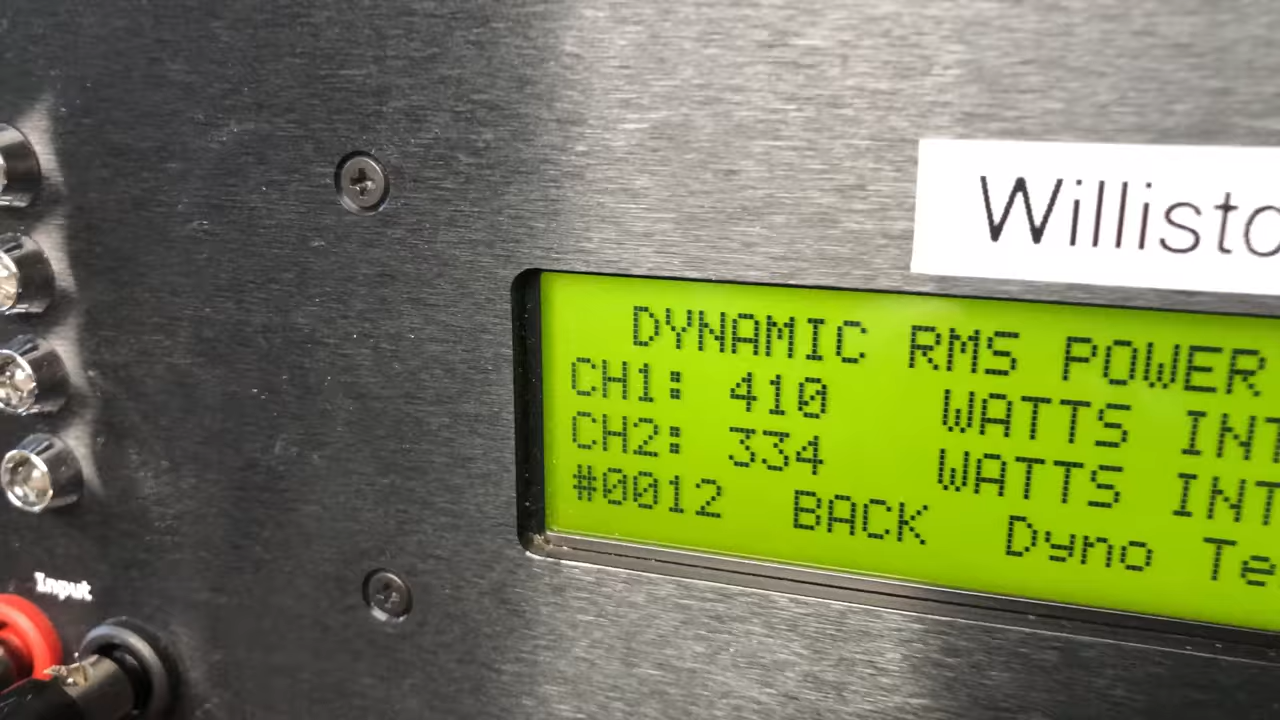 Willisto
DYNAMIC RMS POWER
CH1: 410 WATTS INT
CH2: 334 WATTS INT
#0012 BACK Dyno Te
Input